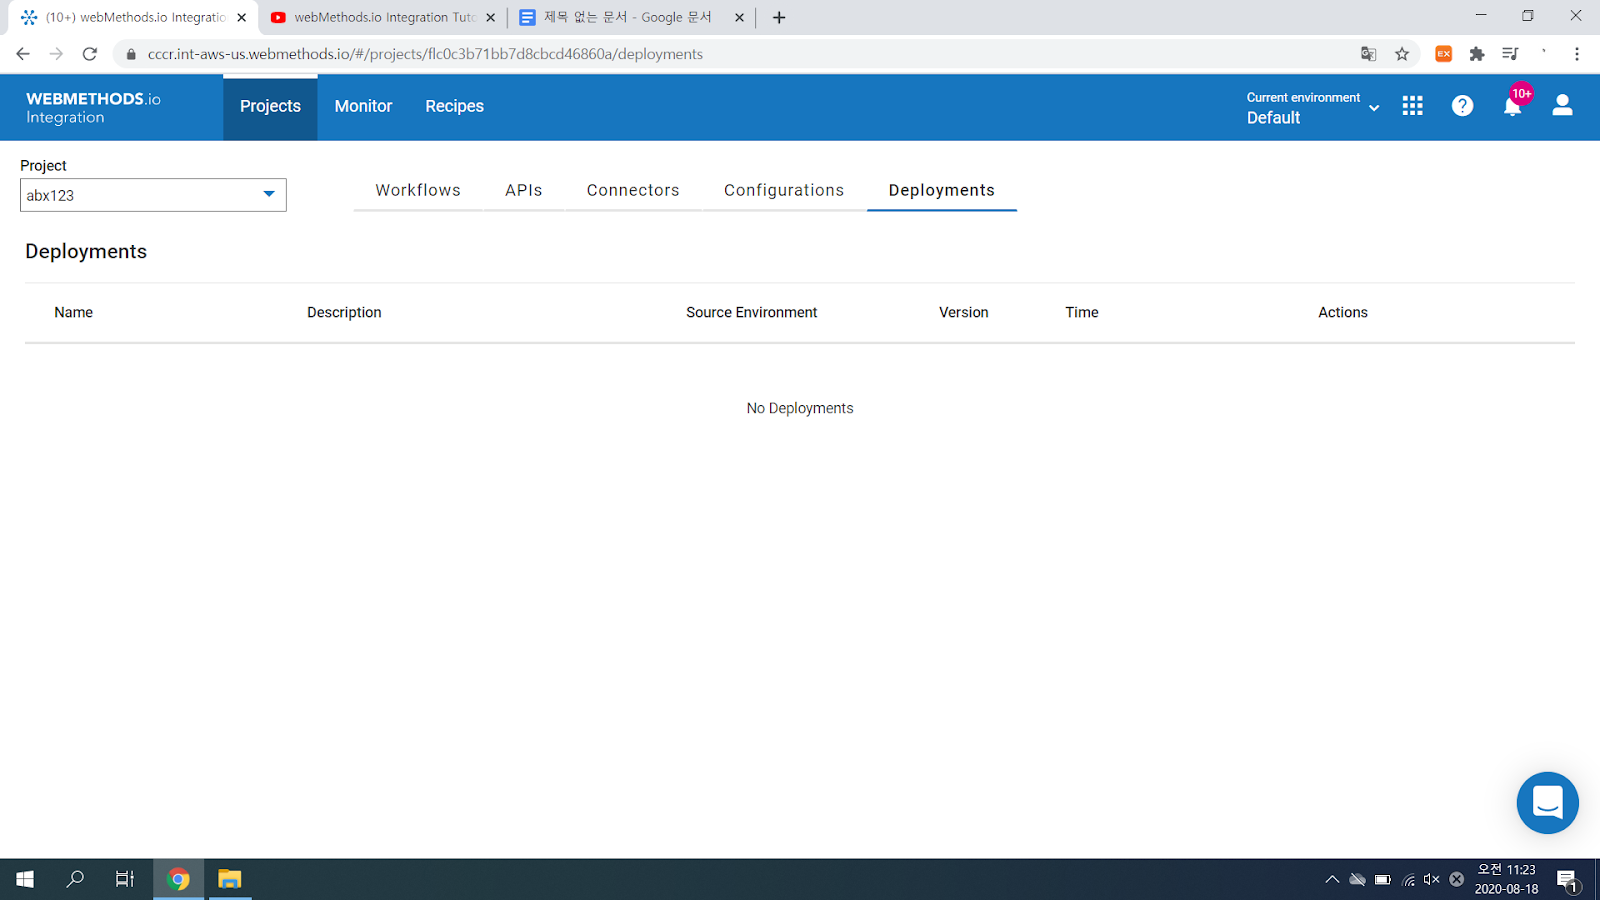 (10+) webMethods.io Integratio
webMethods.io Integration Tuto
제목 없는 문서 - Google 문서
cccr.int-aws-us.webmethods.io/#/projects/flc0c3b71bb7d8cbcd46860a/deployments
EX
WEBMETHODS.io
Integration
Projects
Monitor
Recipes
Current environment
Default
?
10+
Project
abx123
Workflows
APIs
Connectors
Configurations
Deployments
Deployments
Name
Description
Source Environment
Version
Time
Actions
No Deployments
오전 11:23
2020-08-18
1